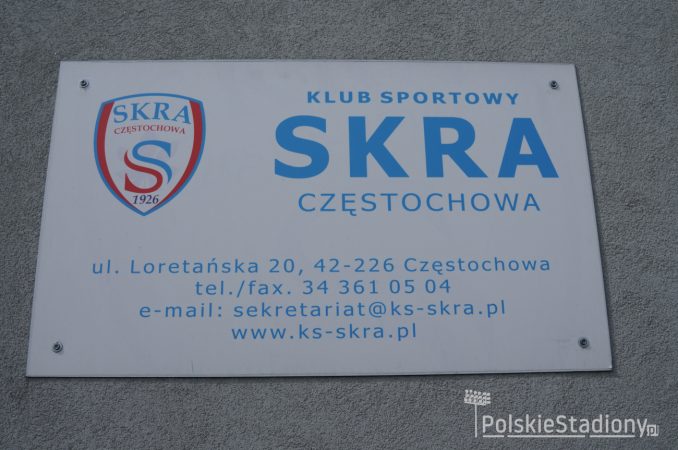 SKRA
CZĘSTOCHOWA
S
1926
KLUB SPORTOWY
SKRA
CZĘSTOCHOWA
ul. Loretańska 20, 42-226 Częstochowa
tel./fax. 34 361 05 04
e-mail: sekretariat@ks-skra.pl
www.ks-skra.pl
PolskieStadiony.pl